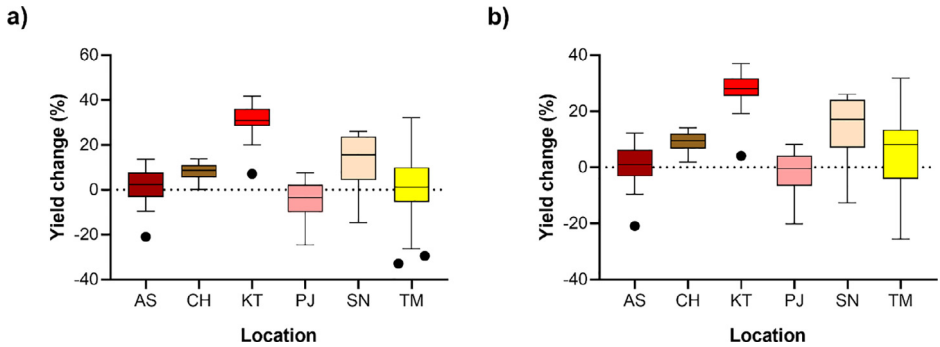 a)
Yield change (%)
60
40
20
0
-20
-40
AS CH KT PJ SN TM
Location
b)
Yield change (%)
40
20
0
-20
-40
AS CH KT PJ SN TM
Location